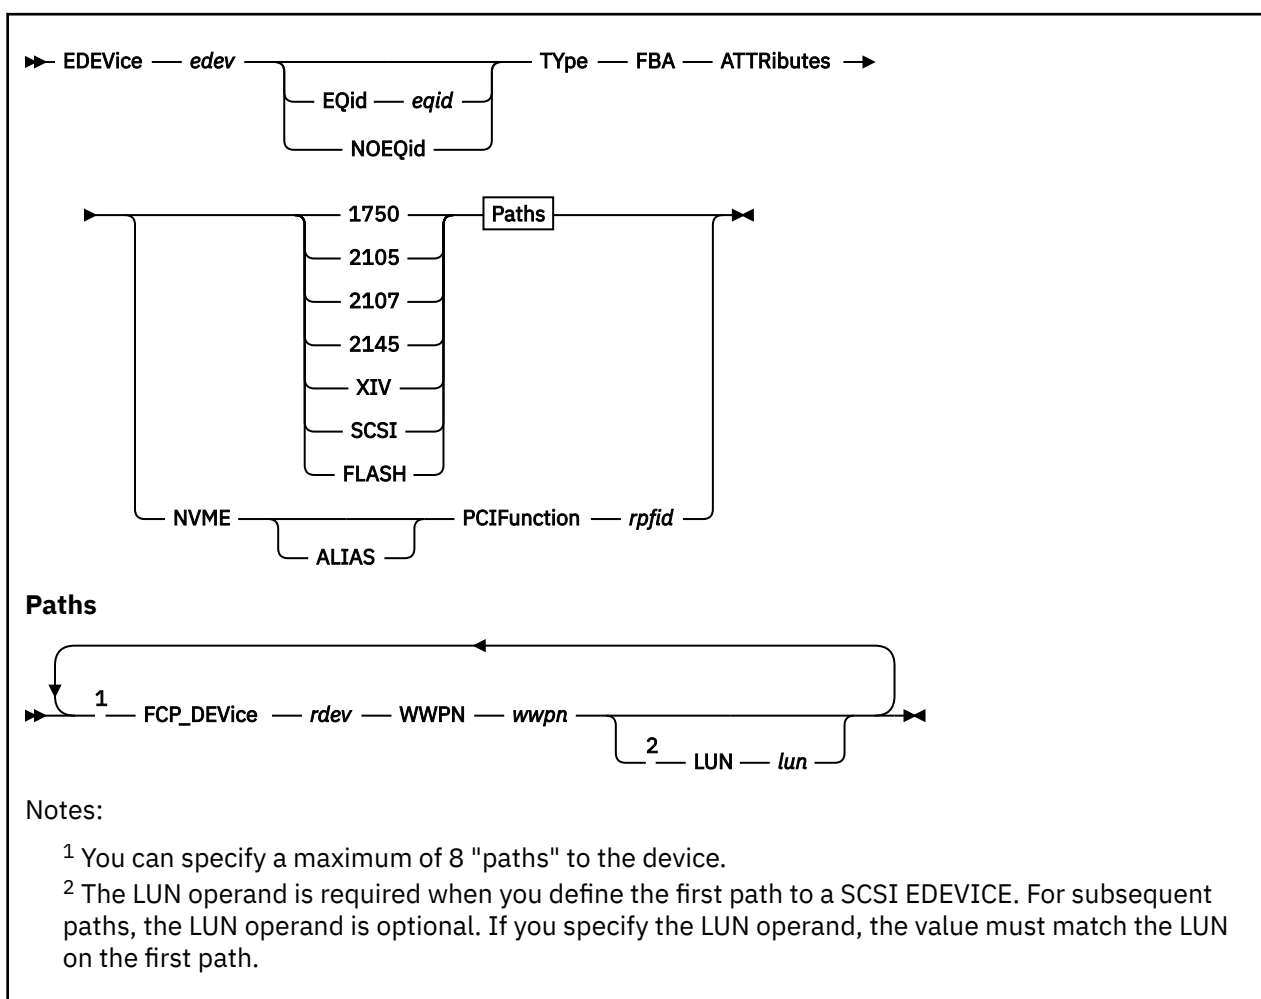 EDEVice edev TYpe FBA ATTRibutes
EQid eqid
NOEQid
1750 Paths
2105
2107
2145
XIV
SCSI
FLASH
NVME PCIFunction rpfid
ALIAS
Paths
1 FCP_DEVice rdev WWPN wwpn
2 LUN lun
Notes:
1 You can specify a maximum of 8 "paths" to the device.
2 The LUN operand is required when you define the first path to a SCSI EDEVICE. For subsequent
paths, the LUN operand is optional. If you specify the LUN operand, the value must match the LUN
on the first path.